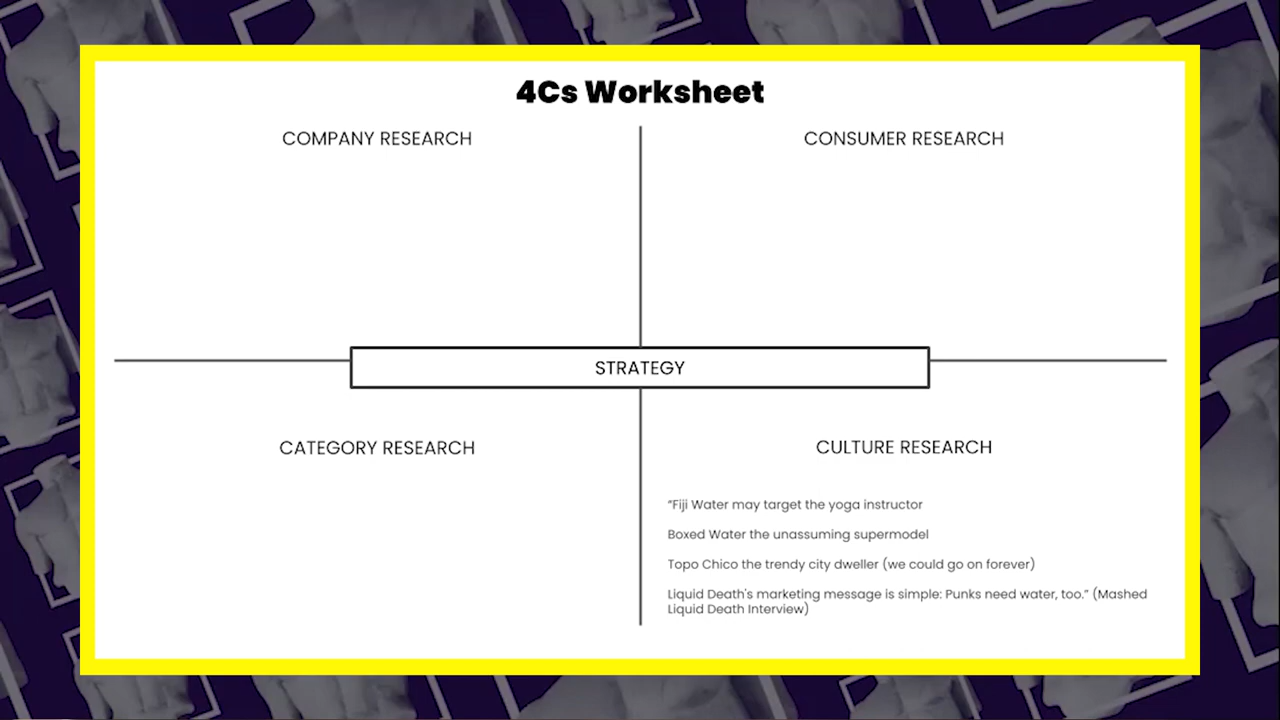 4Cs Worksheet
COMPANY RESEARCH
CONSUMER RESEARCH
STRATEGY
CATEGORY RESEARCH
CULTURE RESEARCH
“Fiji Water may target the yoga instructor
Boxed Water the unassuming supermodel
Topo Chico the trendy city dweller (we could go on forever)
Liquid Death's marketing message is simple: Punks need water, too.” (Mashed
Liquid Death Interview)